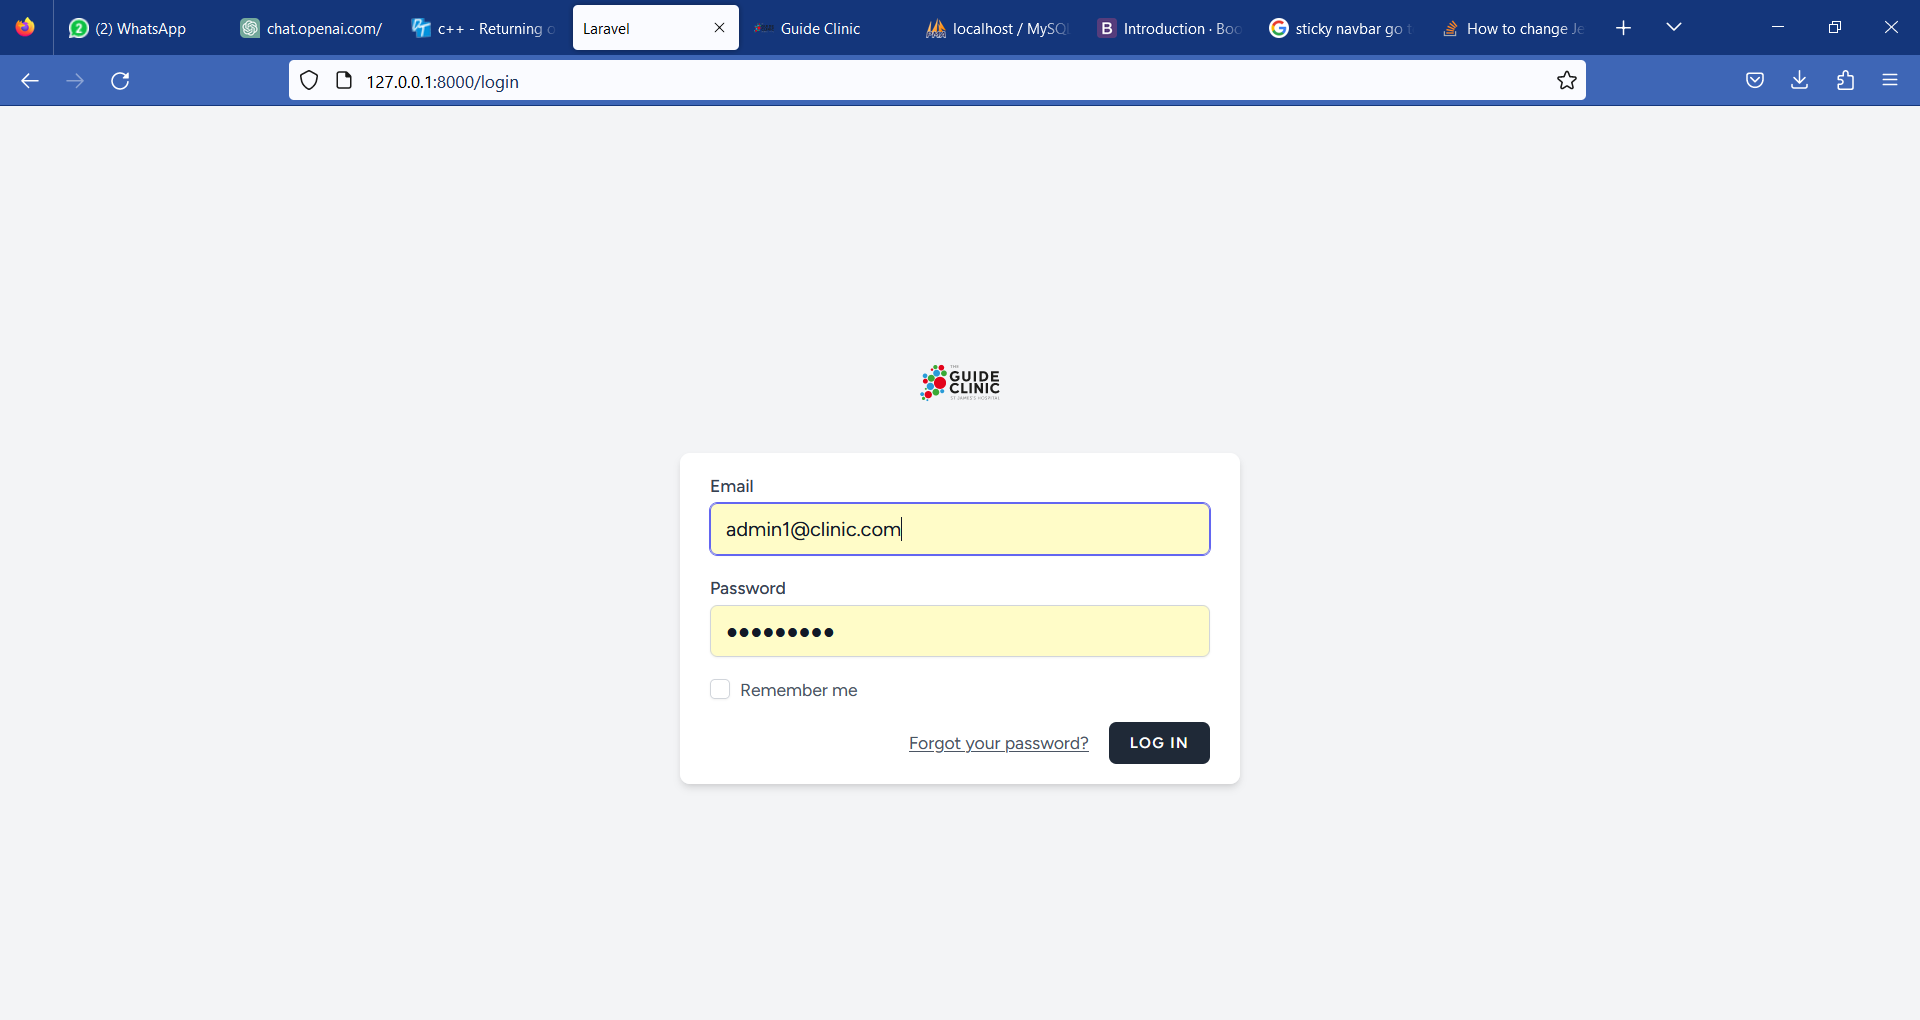 (2) WhatsApp
chat.openai.com/
c++ - Returning o
Laravel
Guide Clinic
localhost / MySQL
Introduction · Boo
sticky navbar go t
How to change Je
127.0.0.1:8000/login
THE
GUIDE
CLINIC
ST JAMES'S HOSPITAL
Email
admin1@clinic.com
Password
Remember me
Forgot your password?
LOG IN